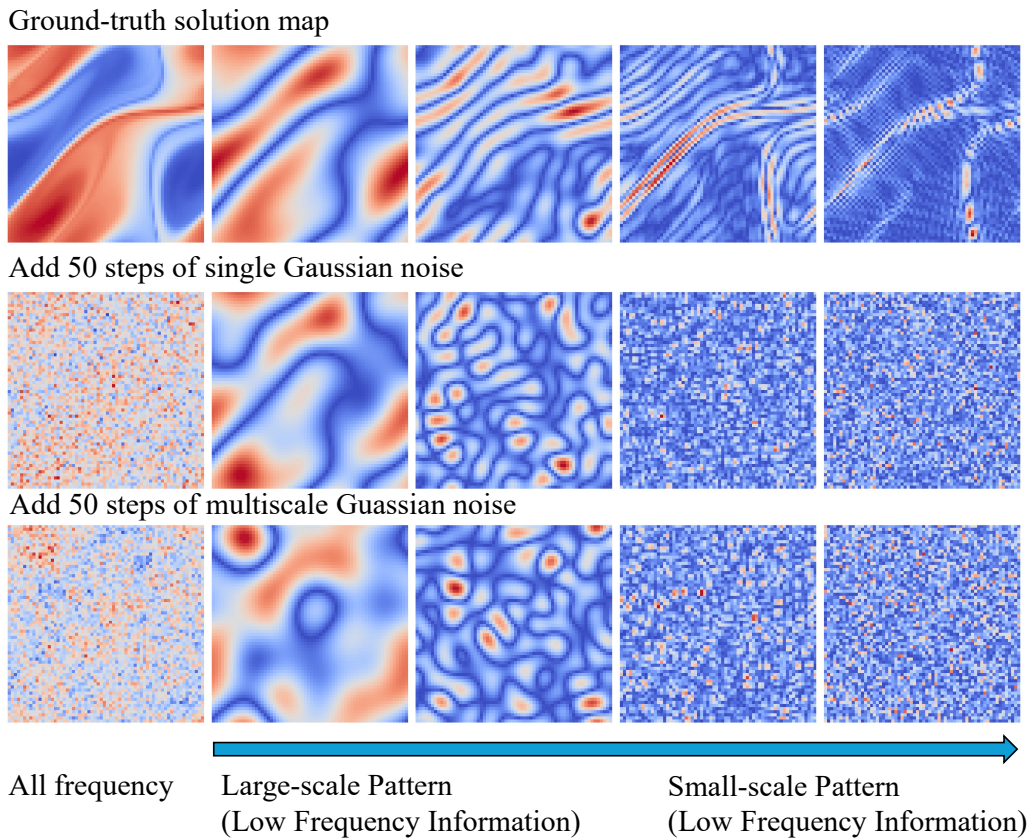 Ground-truth solution map
Add 50 steps of single Gaussian noise
Add 50 steps of multiscale Guassian noise
All frequency
Large-scale Pattern
(Low Frequency Information)
Small-scale Pattern
(Low Frequency Information)